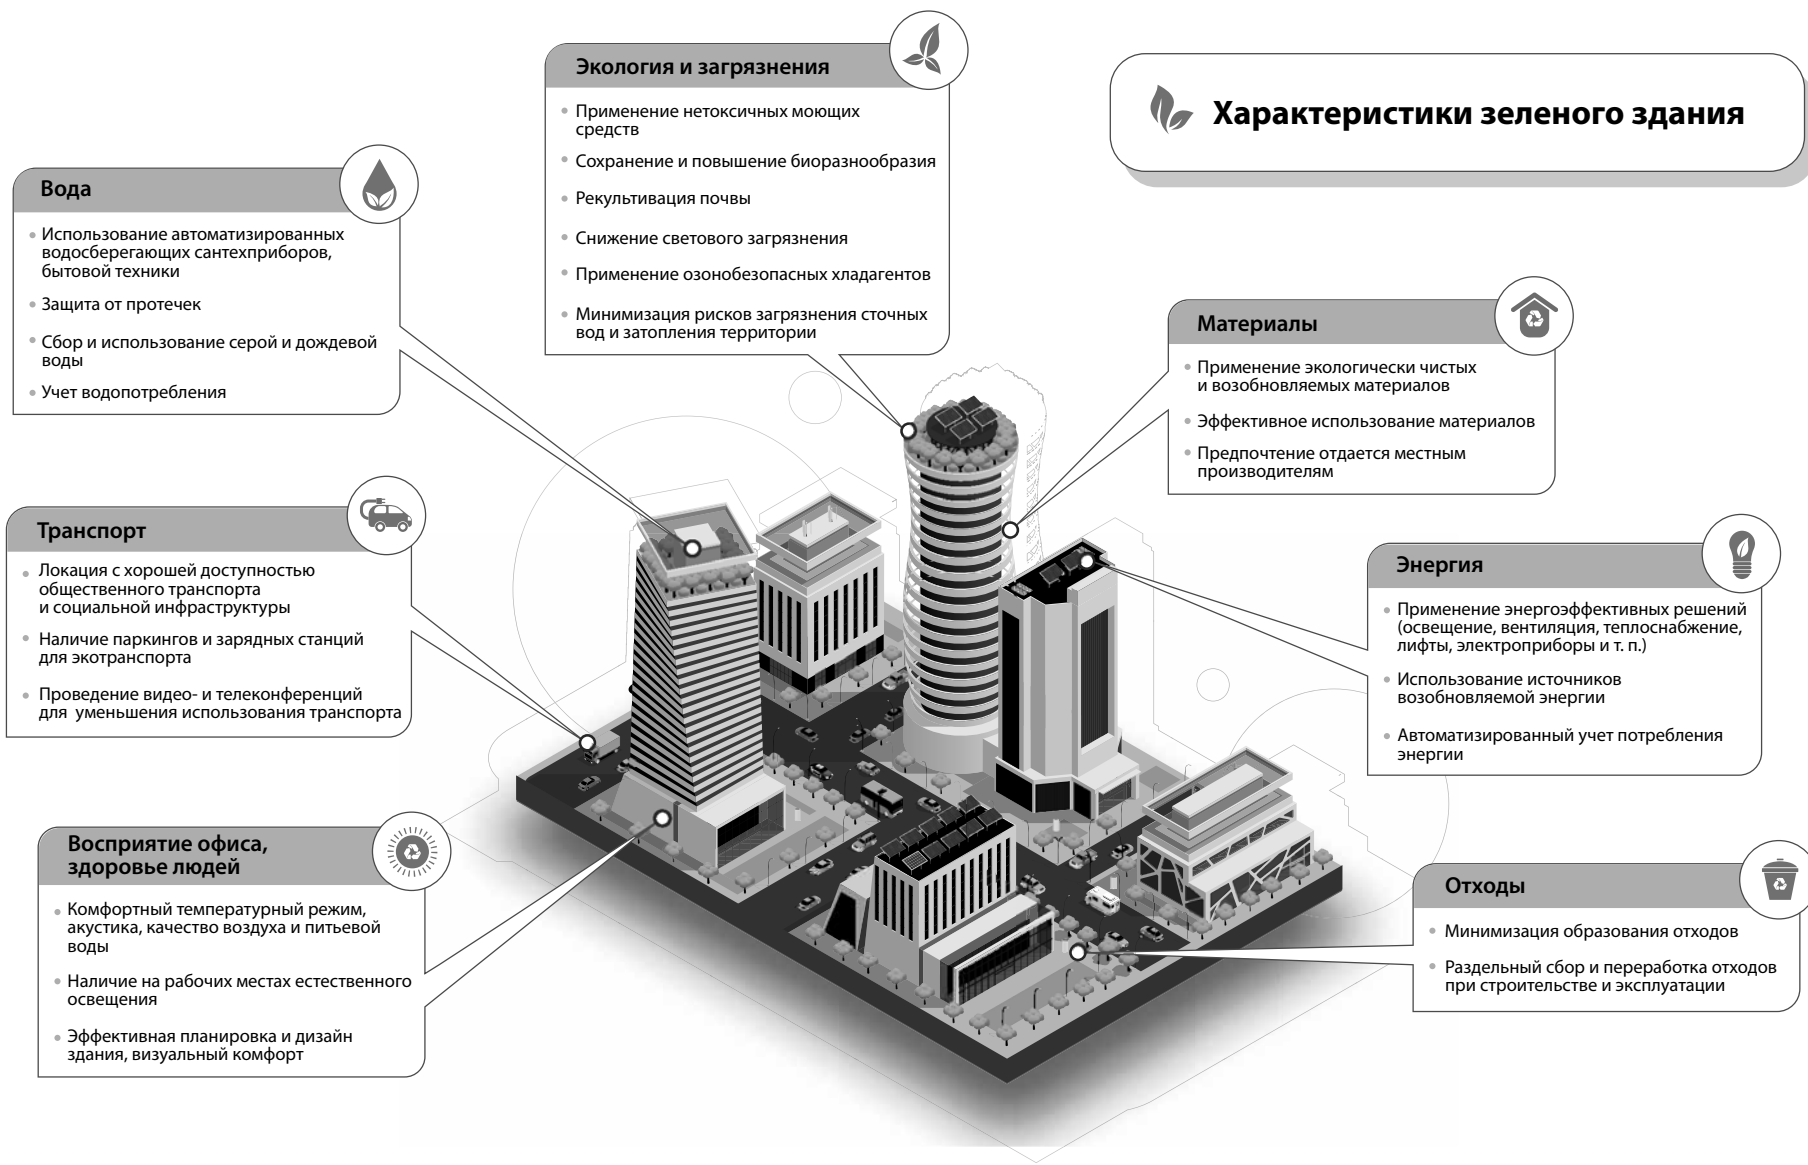 Характеристики зеленого здания
Экология и загрязнения
Применение нетоксичных моющих
средств
Сохранение и повышение биоразнообразия
Рекультивация почвы
Снижение светового загрязнения
Применение озонобезопасных хладагентов
Минимизация рисков загрязнения сточных
вод и затопления территории
Вода
Использование автоматизированных
водосберегающих сантехприборов,
бытовой техники
Защита от протечек
Сбор и использование серой и дождевой
воды
Учет водопотребления
Материалы
Применение экологически чистых
и возобновляемых материалов
Эффективное использование материалов
Предпочтение отдается местным
производителям
Транспорт
Локация с хорошей доступностью
общественного транспорта
и социальной инфраструктуры
Наличие паркингов и зарядных станций
для экотранспорта
Проведение видео- и телеконференций
для уменьшения использования транспорта
Энергия
Применение энергоэффективных решений
(освещение, вентиляция, теплоснабжение,
лифты, электроприборы и т. п.)
Использование источников
возобновляемой энергии
Автоматизированный учет потребления
энергии
Восприятие офиса,
здоровье людей
Комфортный температурный режим,
акустика, качество воздуха и питьевой
воды
Наличие на рабочих местах естественного
освещения
Эффективная планировка и дизайн
здания, визуальный комфорт
Отходы
Минимизация образования отходов
Раздельный сбор и переработка отходов
при строительстве и эксплуатации